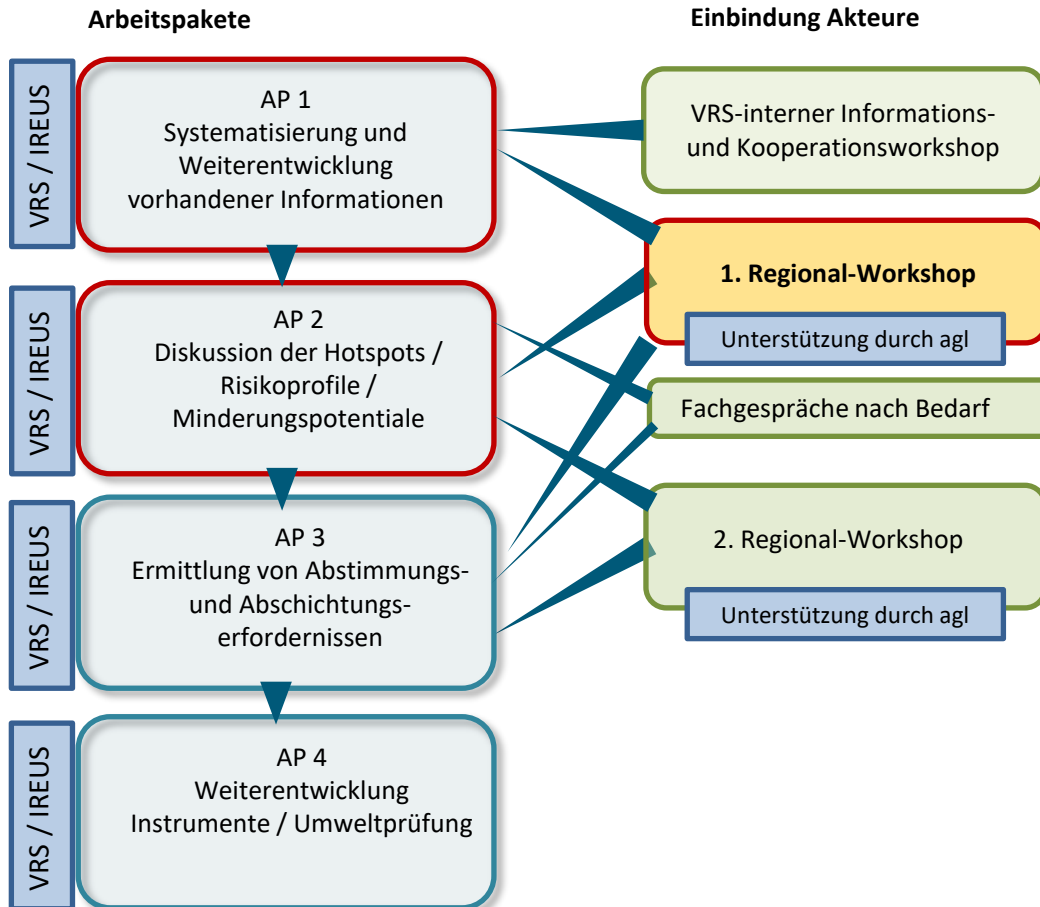 Arbeitspakete
VRS / IREUS
AP 1
Systematisierung und
Weiterentwicklung
vorhandener Informationen
VRS / IREUS
AP 2
Diskussion der Hotspots /
Risikoprofile /
Minderungspotentiale
VRS / IREUS
AP 3
Ermittlung von Abstimmungs-
und Abschichtungs-
erfordernissen
VRS / IREUS
AP 4
Weiterentwicklung
Instrumente / Umweltprüfung
Einbindung Akteure
VRS-interner Informations-
und Kooperationsworkshop
1. Regional-Workshop
Unterstützung durch agl
Fachgespräche nach Bedarf
2. Regional-Workshop
Unterstützung durch agl